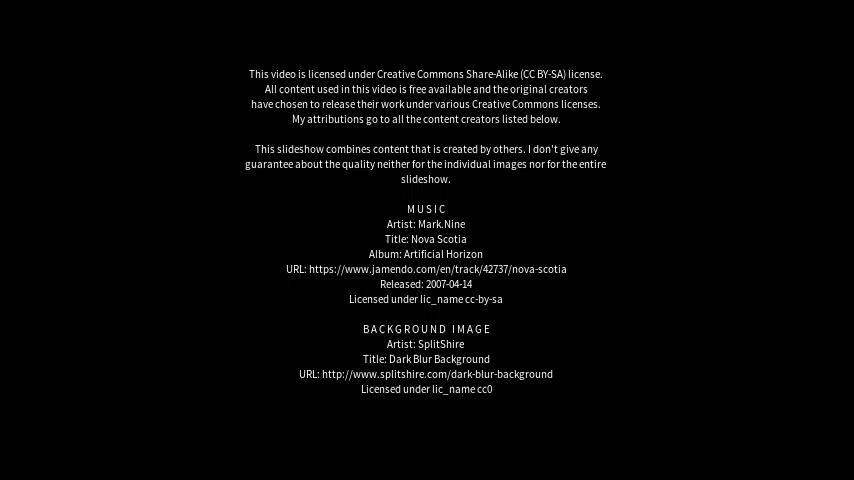 This video is licensed under Creative Commons Share-Alike (CC BY-SA) license.
All content used in this video is free available and the original creators
have chosen to release their work under various Creative Commons licenses.
My attributions go to all the content creators listed below.
This slideshow combines content that is created by others. I don't give any
guarantee about the quality neither for the individual images nor for the entire
slideshow.
MUSIC
Artist: Mark.Nine
Title: Nova Scotia
Album: Artificial Horizon
URL: https://www.jamendo.com/en/track/42737/nova-scotia
Released: 2007-04-14
Licensed under lic_name cc-by-sa
BACKGROUND IMAGE
Artist: SplitShire
Title: Dark Blur Background
URL: http://www.splitshire.com/dark-blur-background
Licensed under lic_name cc0